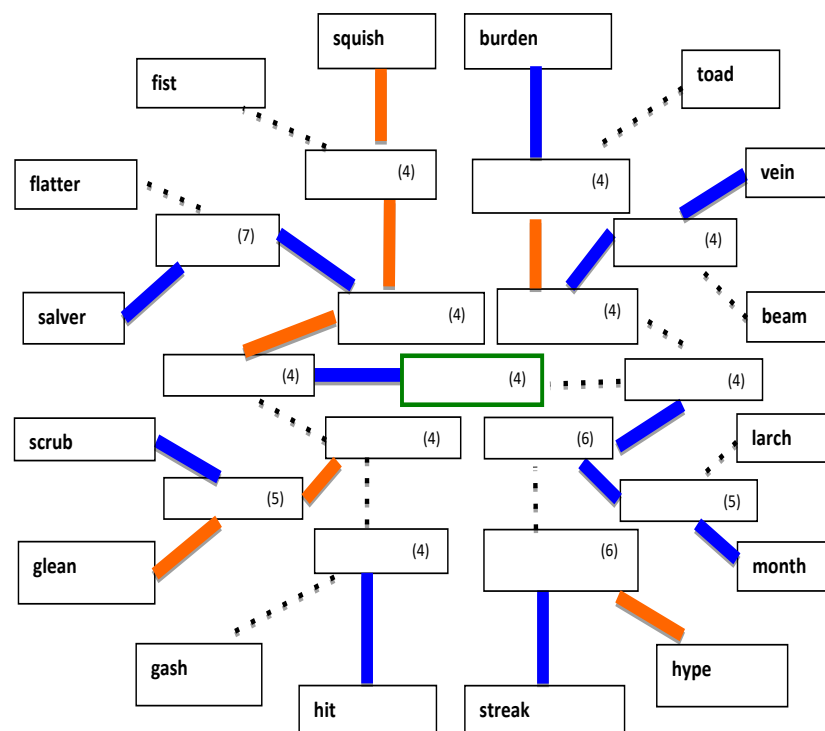 squish
burden
fist
toad
(4)
(4)
vein
flatter
(7)
(4)
salver
(4)
(4)
beam
(4)
(4)
(4)
scrub
(4)
(6)
larch
(5)
(5)
glean
(4)
(6)
month
gash
hype
hit
streak